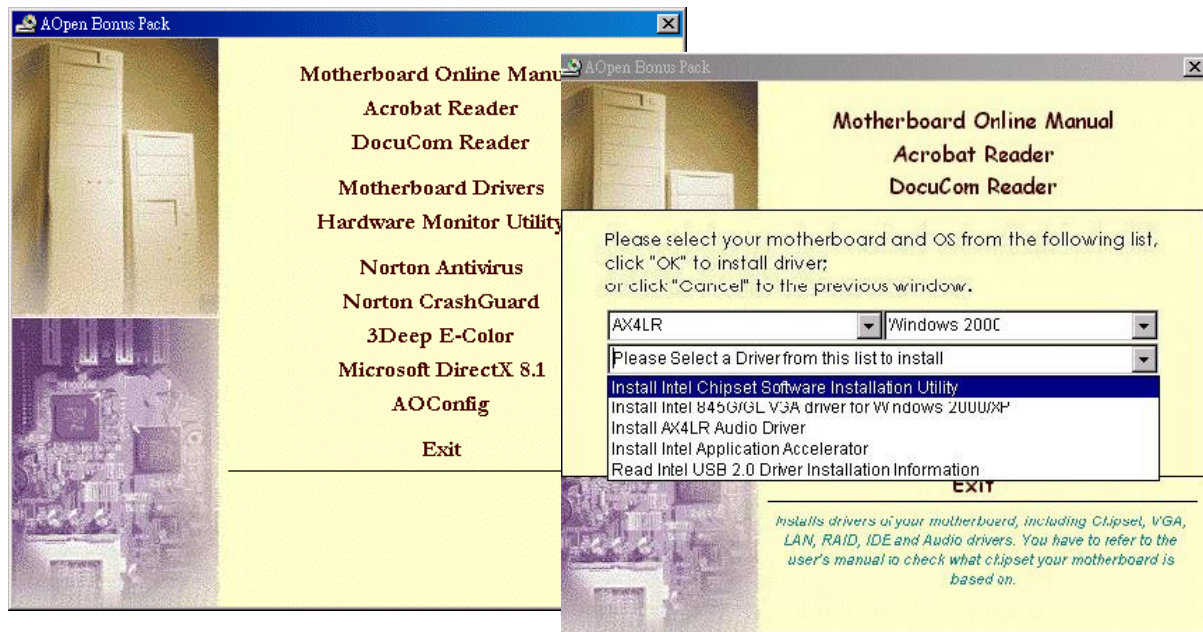 AOpen Bonus Pack
Motherboard Online Manu
Acrobat Reader
DocuCom Reader
Motherboard Drivers
Hardware Monitor Utility
Norton Antivirus
Norton CrashGuard
3Deep E-Color
Microsoft DirectX 8.1
AOConfig
Exit
AOpen Bonus Pack
Motherboard Online Manual
Acrobat Reader
DocuCom Reader
Please select your motherboard and OS from the following list,
click "OK" to install driver;
or click "Cancel" to the previous window.
AX4LR Windows 2000
Please Select a Driver from this list to install
Install Intel Chipset Software Installation Utility
Install Intel 845G/GL VGA driver for Windows 2000/XP
Install AX4LR Audio Driver
Install Intel Application Accelerator
Read Intel USB 2.0 Driver Installation Information
Exit
Installs drivers of your motherboard, including Chipset, VGA,
LAN, RAID, IDE and Audio drivers. You have to refer to the
user's manual to check what chipset your motherboard is
based on.